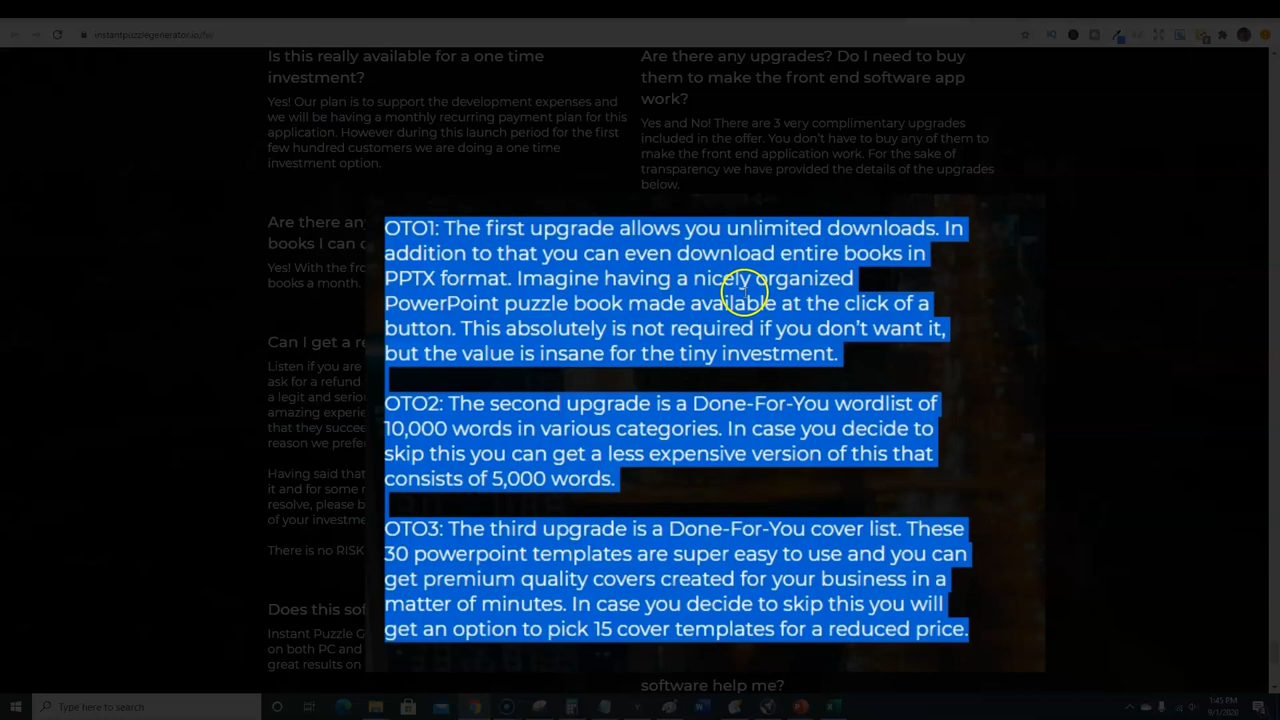 instantpuzzlegenerator.io/fe/
Is this really available for a one time
investment?
Yes! Our plan is to support the development expenses and
we will be having a monthly recurring payment plan for this
application. However during this launch period for the first
few hundred customers we are doing a one time
investment option.
Are there any upgrades? Do I need to buy
them to make the front end software app
work?
Yes and No! There are 3 very complimentary upgrades
included in the offer. You don't have to buy any of them to
make the front end application work. For the sake of
transparency we have provided the details of the upgrades
below.
Are there an
books I can
Yes! With the fr
books a month.
Can I get a re
Listen if you are
ask for a refund
a legit and serio
amazing experie
that they succee
reason we prefe
Having said that
it and for some r
resolve, please b
of your investme
There is no RISK
Does this sof
Instant Puzzle G
on both PC and
great results on
OTO1: The first upgrade allows you unlimited downloads. In
addition to that you can even download entire books in
PPTX format. Imagine having a nicely organized
PowerPoint puzzle book made available at the click of a
button. This absolutely is not required if you don't want it,
but the value is insane for the tiny investment.
OTO2: The second upgrade is a Done-For-You wordlist of
10,000 words in various categories. In case you decide to
skip this you can get a less expensive version of this that
consists of 5,000 words.
OTO3: The third upgrade is a Done-For-You cover list. These
30 powerpoint templates are super easy to use and you can
get premium quality covers created for your business in a
matter of minutes. In case you decide to skip this you will
get an option to pick 15 cover templates for a reduced price.
software help me?
Type here to search
1:45 PM
9/1/2020